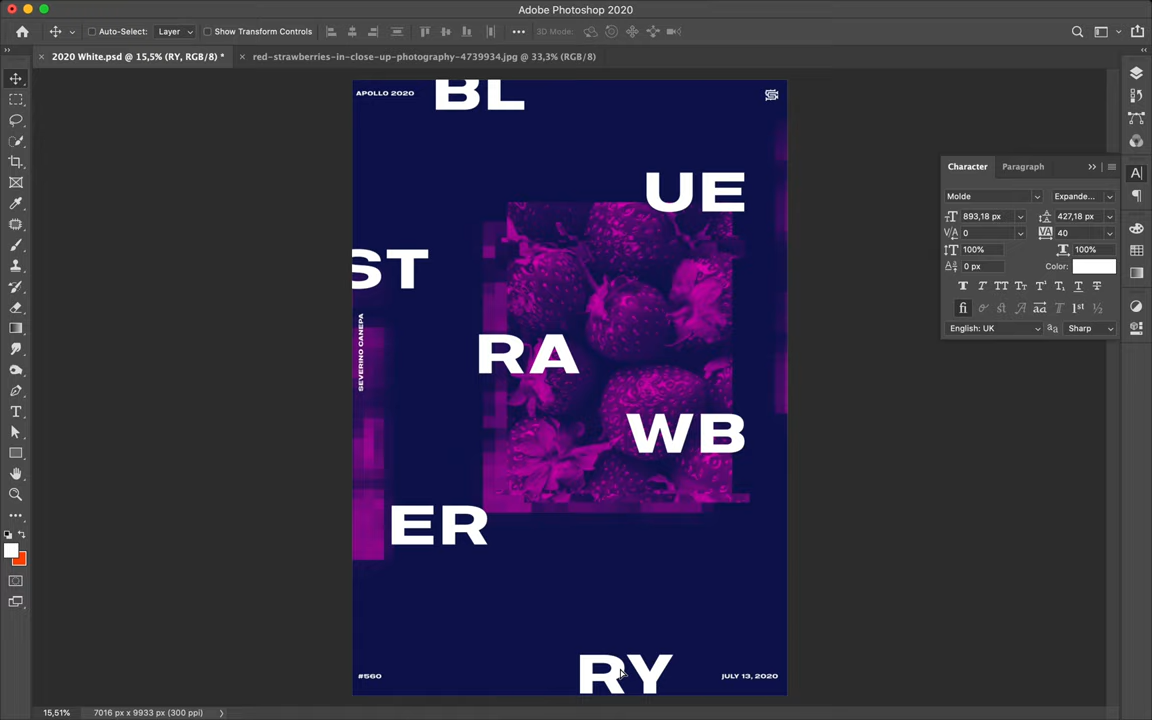 Adobe Photoshop 2020
Auto-Select:
Layer
Show Transform Controls
3D Mode:
2020 White.psd @ 15,5% (RY, RGB/8) *
red-strawberries-in-close-up-photography-4739934.jpg @ 33,3% (RGB/8)
APOLLO 2020
BL
UE
ST
SEVERINO CANEPA
RA
WB
ER
RY
#560
JULY 13, 2020
Character
Paragraph
Molde
Expande...
893,18 px
427,18 px
0
40
100%
100%
0 px
Color:
English: UK
Sharp
15,51%
7016 px x 9933 px (300 ppi)